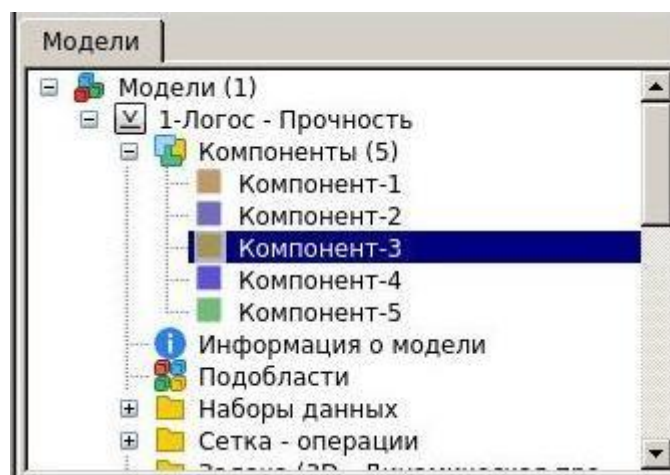 Модели
Модели (1)
1-Логос - Прочность
Компоненты (5)
Компонент-1
Компонент-2
Компонент-3
Компонент-4
Компонент-5
Информация о модели
Подобласти
Наборы данных
Сетка - операции